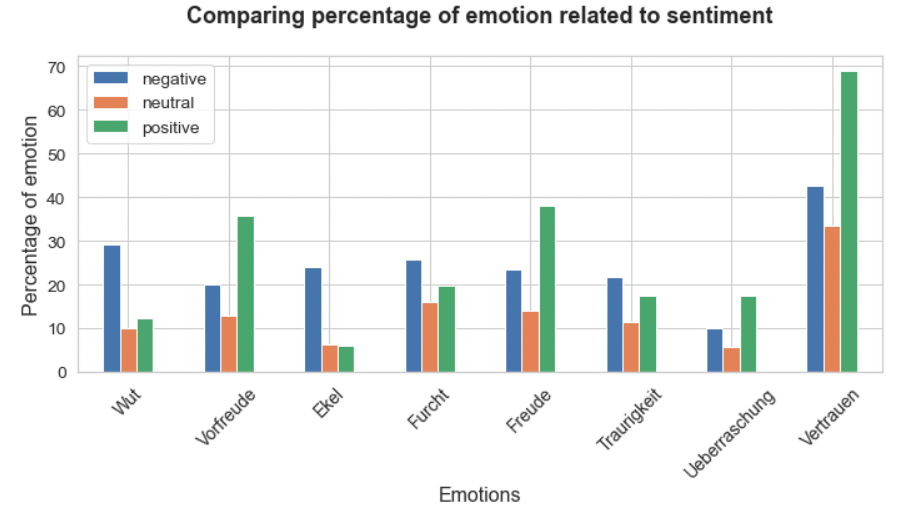 Comparing percentage of emotion related to sentiment
negative
neutral
positive
Percentage of emotion
70
60
50
40
30
20
10
0
Wut
Vorfreude
Ekel
Furcht
Freude
Traurigkeit
Ueberraschung
Vertrauen
Emotions